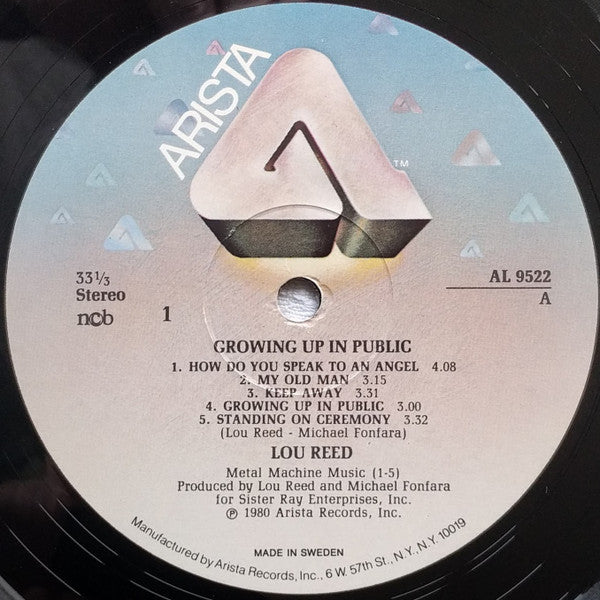 ARISTA
TM
33⅓
Stereo
ncb
1
AL 9522
A
GROWING UP IN PUBLIC
1. HOW DO YOU SPEAK TO AN ANGEL 4.08
2. MY OLD MAN 3.15
3. KEEP AWAY 3.31
4. GROWING UP IN PUBLIC 3.00
5. STANDING ON CEREMONY 3.32
(Lou Reed - Michael Fonfara)
LOU REED
Metal Machine Music (1-5)
Produced by Lou Reed and Michael Fonfara
for Sister Ray Enterprises, Inc.
℗ 1980 Arista Records, Inc.
MADE IN SWEDEN
Manufactured by Arista Records, Inc., 6 W. 57th St., N.Y., N.Y. 10019